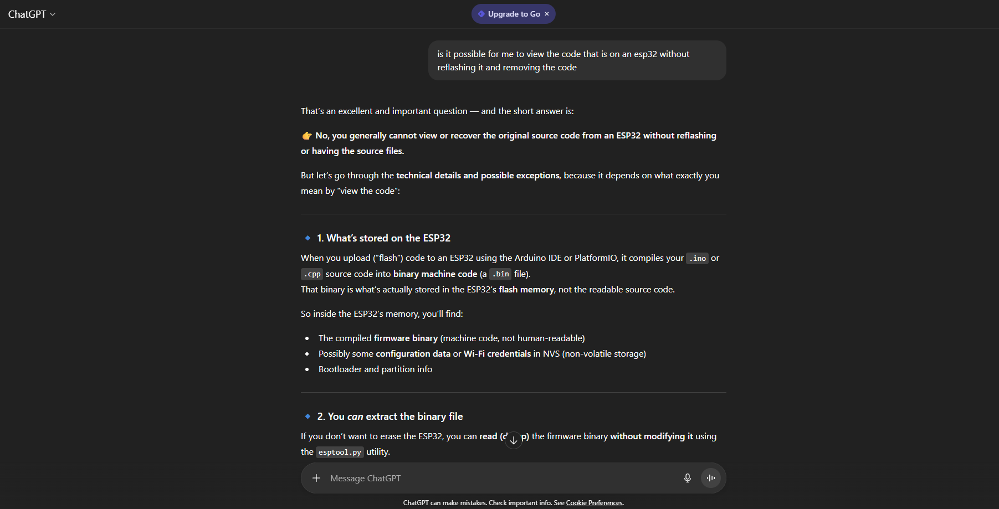 ChatGPT
Upgrade to Go ×
is it possible for me to view the code that is on an esp32 without
reflashing it and removing the code
That’s an excellent and important question — and the short answer is:
👉 No, you generally cannot view or recover the original source code from an ESP32 without reflashing
or having the source files.
But let’s go through the technical details and possible exceptions, because it depends on what exactly you
mean by “view the code”:
🔹 1. What’s stored on the ESP32
When you upload (“flash”) code to an ESP32 using the Arduino IDE or PlatformIO, it compiles your .ino or
.cpp source code into binary machine code (a .bin file).
That binary is what’s actually stored in the ESP32’s flash memory, not the readable source code.
So inside the ESP32’s memory, you’ll find:
• The compiled firmware binary (machine code, not human-readable)
• Possibly some configuration data or Wi-Fi credentials in NVS (non-volatile storage)
• Bootloader and partition info
🔹 2. You can extract the binary file
If you don’t want to erase the ESP32, you can read the firmware binary without modifying it using
the esptool.py utility.
Message ChatGPT
ChatGPT can make mistakes. Check important info. See Cookie Preferences.